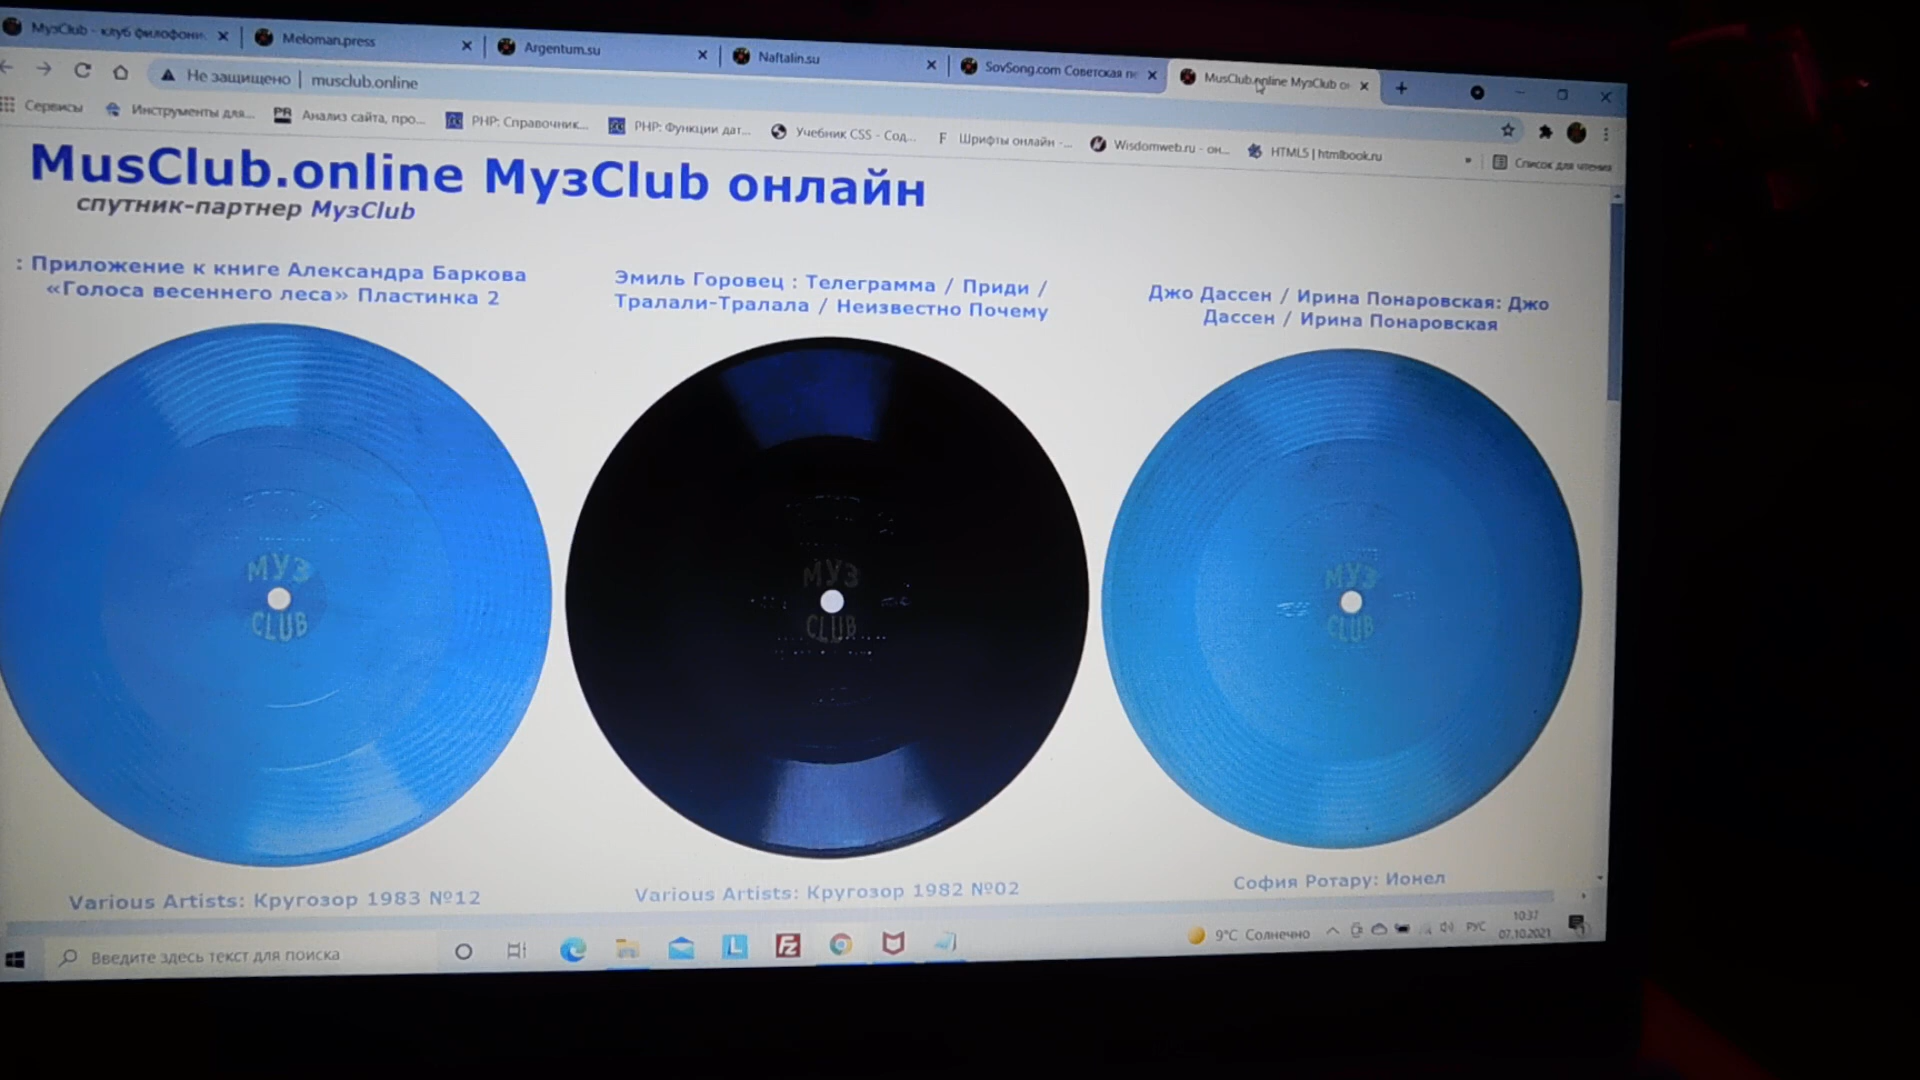 МузClub - клуб филофони
Meloman.press
Argentum.su
Naftalin.su
SovSong.com Советская пе
MusClub.online МузClub о
Не защищено | musclub.online
Сервисы
Инструменты для...
PR
Анализ сайта, про...
PHP: Справочник...
PHP: Функции дат...
Учебник CSS - Сод...
F
Шрифты онлайн -...
Wisdomweb.ru - он...
HTML5 | htmlbook.ru
Список для чтения
MusClub.online МузClub онлайн
спутник-партнер МузClub
: Приложение к книге Александра Баркова
«Голоса весеннего леса» Пластинка 2
Эмиль Горовец : Телеграмма / Приди /
Тралали-Тралала / Неизвестно Почему
Джо Дассен / Ирина Понаровская: Джо
Дассен / Ирина Понаровская
МУЗ
CLUB
МУЗ
CLUB
МУЗ
CLUB
Various Artists: Кругозор 1983 №12
Various Artists: Кругозор 1982 №02
София Ротару: Ионел
Введите здесь текст для поиска
L
FZ
9°C Солнечно
РУС
10:37
07.10.2021